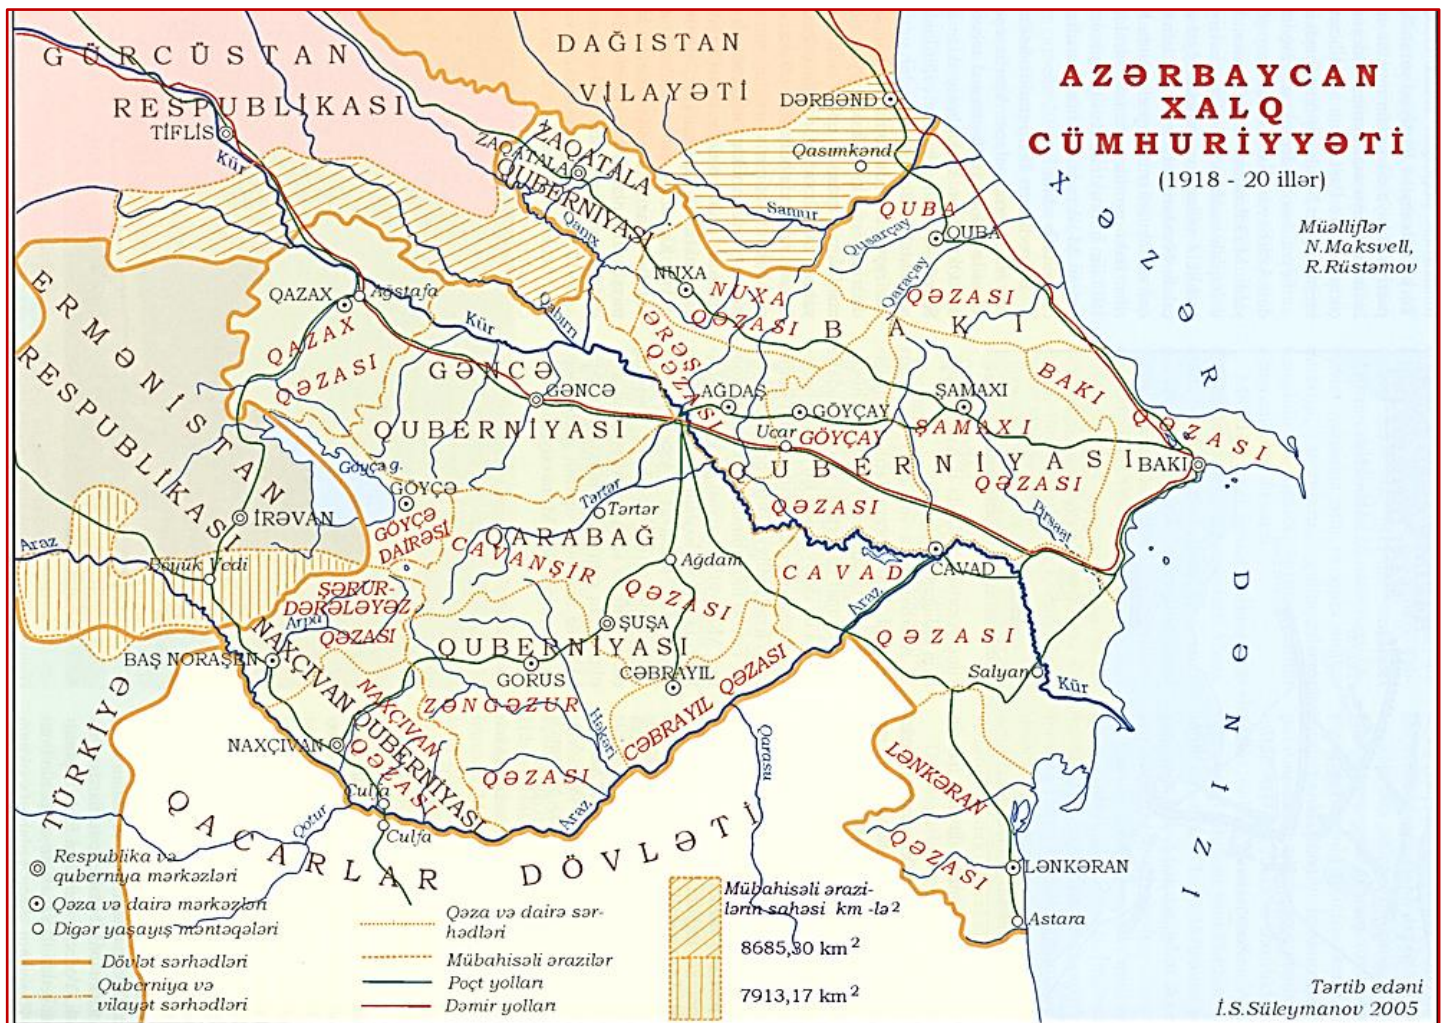 AZƏRBAYCAN
XALQ
CÜMHURİYYƏTİ
(1918 - 20 illər)
Müəlliflər
N.Maksvell,
R.Rüstəmov
GÜRCÜSTAN
RESPUBLİKASI
TİFLİS
Kür
DAĞISTAN
VİLAYƏTİ
DƏRBƏND
Qasımkənd
Samur
ZAQATALA
ZAQATALA
QUBERNİYASI
Qanıx
Qabırrı
QUBA
Qusarçay
QUBA
Qaraçay
QƏZASI
XƏZƏR
DƏNİZİ
NUXA
NUXA
QƏZASI
BAKI
ƏRƏŞ
QƏZASI
QAZAX
Ağstafa
QAZAX
QƏZASI
Kür
GƏNCƏ
GƏNCƏ
QUBERNİYASI
AĞDAŞ
GÖYÇAY
ŞAMAXI
Ucar
GÖYÇAY
ŞAMAXI
BAKI
QƏZASI
QUBERNİYASI
BAKI
QƏZASI
QƏZASI
Pirsaat
ERMƏNİSTAN
RESPUBLİKASI
Göyçə g.
GÖYÇƏ
GÖYÇƏ
DAİRƏSİ
İRƏVAN
Araz
Böyük Vedi
Tərtər
Tərtər
QARABAĞ
CAVANŞİR
QƏZASI
Ağdam
CAVAD
CAVAD
Araz
QƏZASI
ŞƏRUR-
DƏRƏLƏYƏZ
Arpa
QƏZASI
ŞUŞA
QUBERNİYASI
BAŞ NORAŞEN
GORUS
CƏBRAYIL
CƏBRAYIL QƏZASI
Salyan
Kür
NAXÇIVAN QUBERNİYASI
NAXÇIVAN
QƏZASI
ZƏNGƏZUR
QƏZASI
Həkəri
Qarasu
NAXÇIVAN
Culfa
Culfa
Araz
Qotur
LƏNKƏRAN
QƏZASI
LƏNKƏRAN
Astara
TÜRKİYƏ
QACARLAR DÖVLƏTİ
Respublika və
quberniya mərkəzləri
Qəza və dairə mərkəzləri
Digər yaşayış məntəqələri
Dövlət sərhədləri
Quberniya və
vilayət sərhədləri
Qəza və dairə sər-
hədləri
Mübahisəli ərazilər
Poçt yolları
Dəmir yolları
Mübahisəli ərazi-
lərin sahəsi km -lə²
8685,30 km²
7913,17 km²
Tərtib edəni
İ.S.Süleymanov 2005